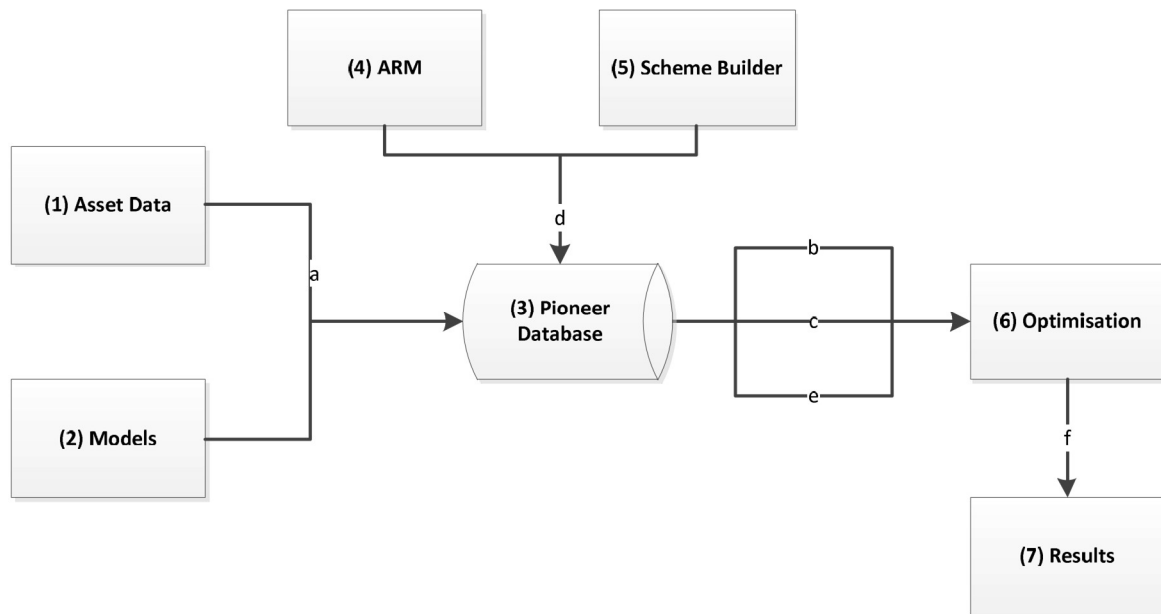 (4) ARM
(5) Scheme Builder
(1) Asset Data
d
a
b
(3) Pioneer
Database
c
(6) Optimisation
e
(2) Models
f
(7) Results